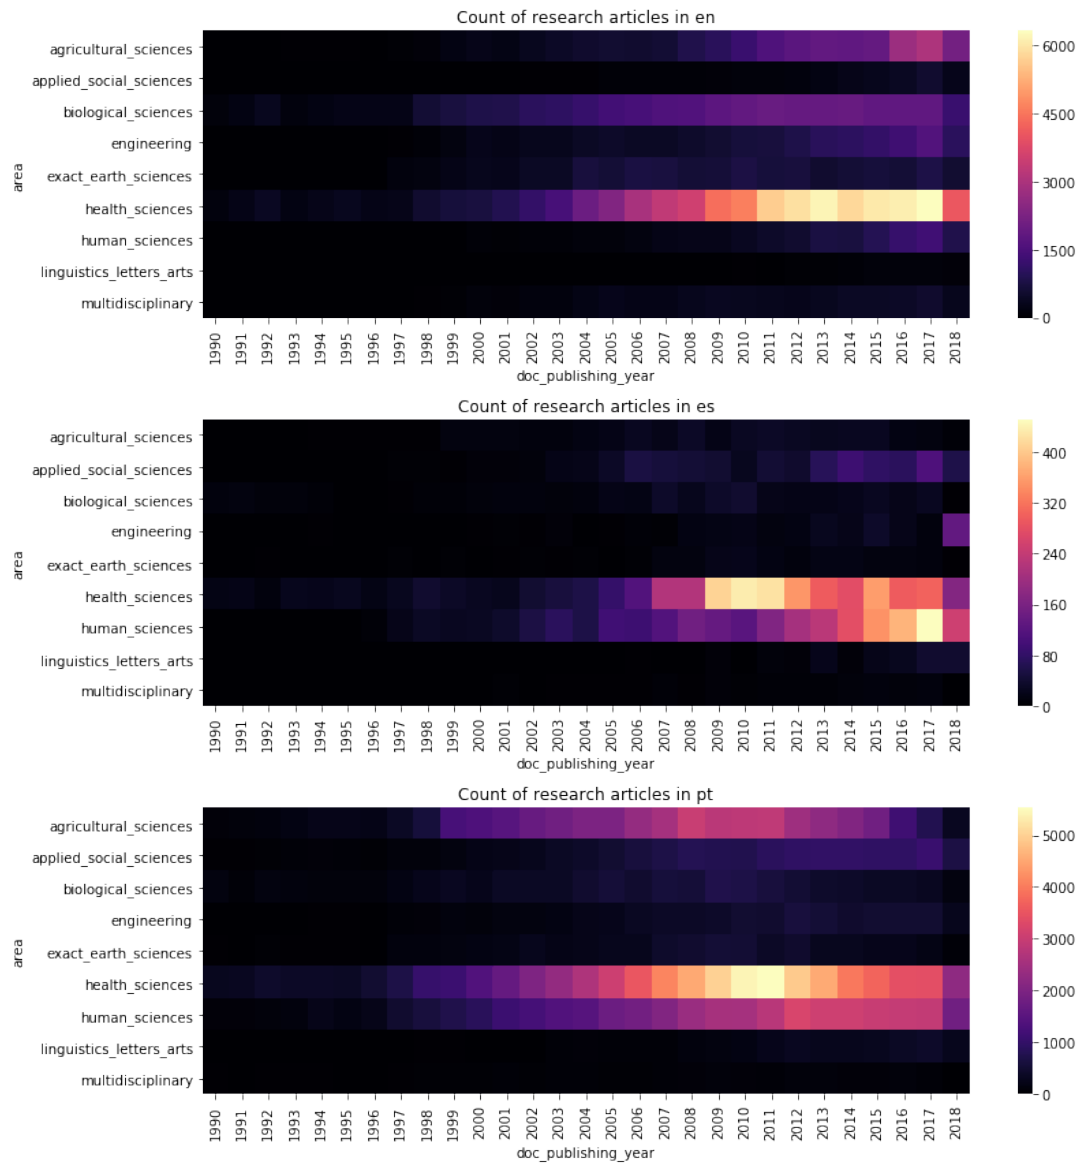 Count of research articles in en
area
agricultural_sciences
applied_social_sciences
biological_sciences
engineering
exact_earth_sciences
health_sciences
human_sciences
linguistics_letters_arts
multidisciplinary
1990 1991 1992 1993 1994 1995 1996 1997 1998 1999 2000 2001 2002 2003 2004 2005 2006 2007 2008 2009 2010 2011 2012 2013 2014 2015 2016 2017 2018
doc_publishing_year
6000
4500
3000
1500
0
Count of research articles in es
area
agricultural_sciences
applied_social_sciences
biological_sciences
engineering
exact_earth_sciences
health_sciences
human_sciences
linguistics_letters_arts
multidisciplinary
1990 1991 1992 1993 1994 1995 1996 1997 1998 1999 2000 2001 2002 2003 2004 2005 2006 2007 2008 2009 2010 2011 2012 2013 2014 2015 2016 2017 2018
doc_publishing_year
400
320
240
160
80
0
Count of research articles in pt
area
agricultural_sciences
applied_social_sciences
biological_sciences
engineering
exact_earth_sciences
health_sciences
human_sciences
linguistics_letters_arts
multidisciplinary
1990 1991 1992 1993 1994 1995 1996 1997 1998 1999 2000 2001 2002 2003 2004 2005 2006 2007 2008 2009 2010 2011 2012 2013 2014 2015 2016 2017 2018
doc_publishing_year
5000
4000
3000
2000
1000
0